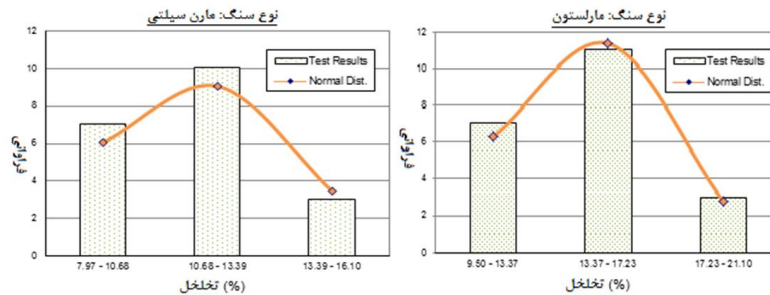 نوع سنگ: مارن سیلتی
12
10
8
6
4
2
0
فراوانی
Test Results
Normal Dist.
7.97 - 10.68
10.68 - 13.39
13.39 - 16.10
تخلخل (%)
نوع سنگ: مارلستون
12
10
8
6
4
2
0
فراوانی
Test Results
Normal Dist.
9.50 - 13.37
13.37 - 17.23
17.23 - 21.10
تخلخل (%)